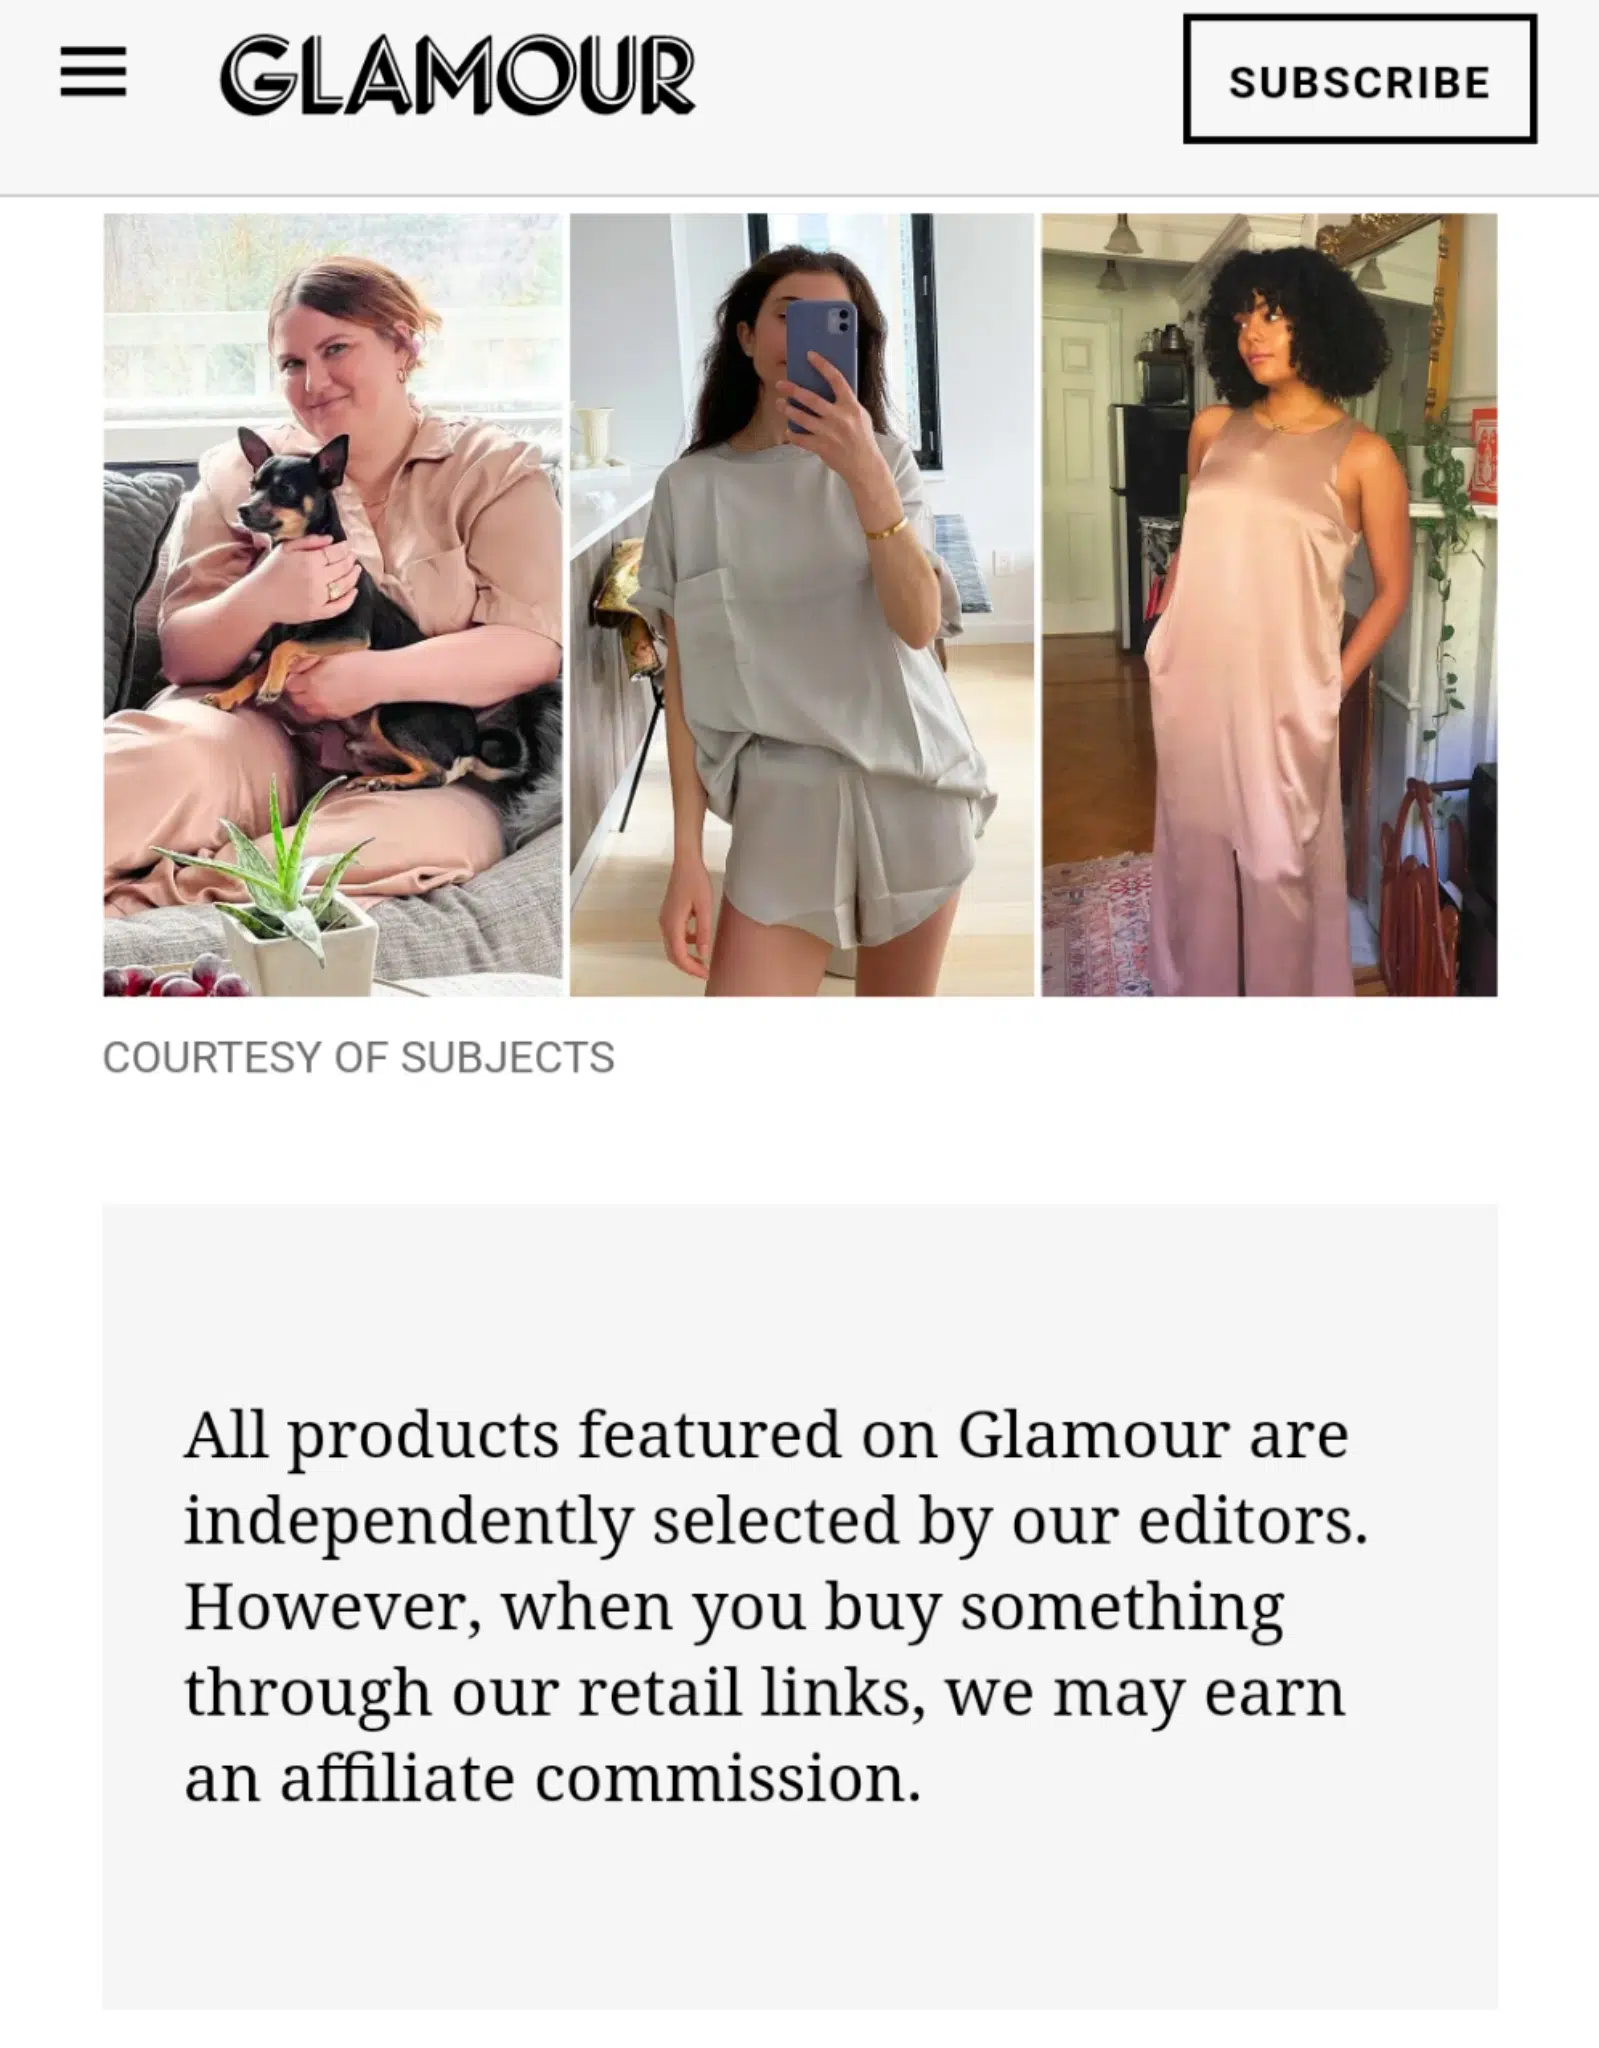 GLAMOUR
SUBSCRIBE
COURTESY OF SUBJECTS
All products featured on Glamour are
independently selected by our editors.
However, when you buy something
through our retail links, we may earn
an affiliate commission.